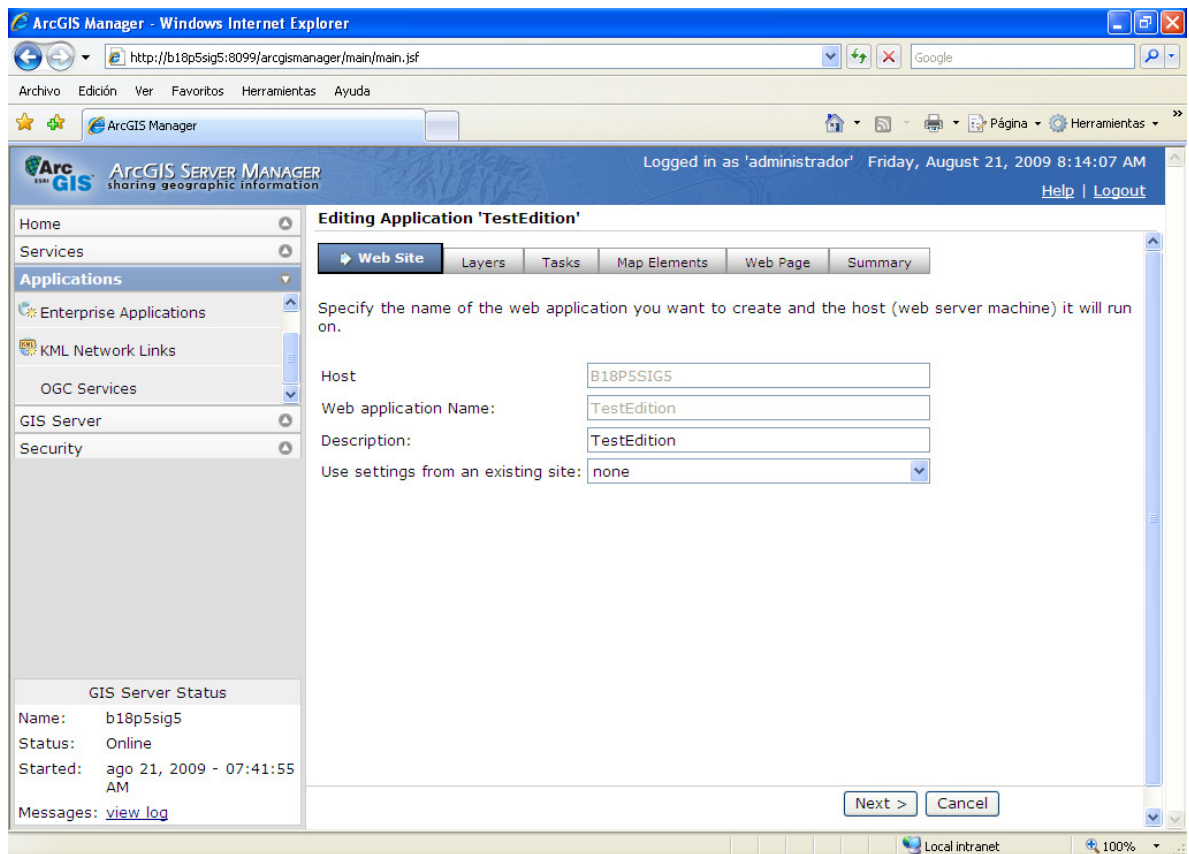 ArcGIS Manager - Windows Internet Explorer
http://b18p5sig5:8099/arcgismanager/main/main.jsf
Google
Archivo Edición Ver Favoritos Herramientas Ayuda
ArcGIS Manager
Página Herramientas »
ESRI ArcGIS ArcGIS Server Manager
sharing geographic information
Logged in as 'administrador' Friday, August 21, 2009 8:14:07 AM
Help | Logout
Home
Services
Applications
Enterprise Applications
KML Network Links
OGC Services
GIS Server
Security
Editing Application 'TestEdition'
Web Site Layers Tasks Map Elements Web Page Summary
Specify the name of the web application you want to create and the host (web server machine) it will run
on.
Host B18P5SIG5
Web application Name: TestEdition
Description: TestEdition
Use settings from an existing site: none
GIS Server Status
Name: b18p5sig5
Status: Online
Started: ago 21, 2009 - 07:41:55
AM
Messages: view log
Next > Cancel
Local intranet 100%